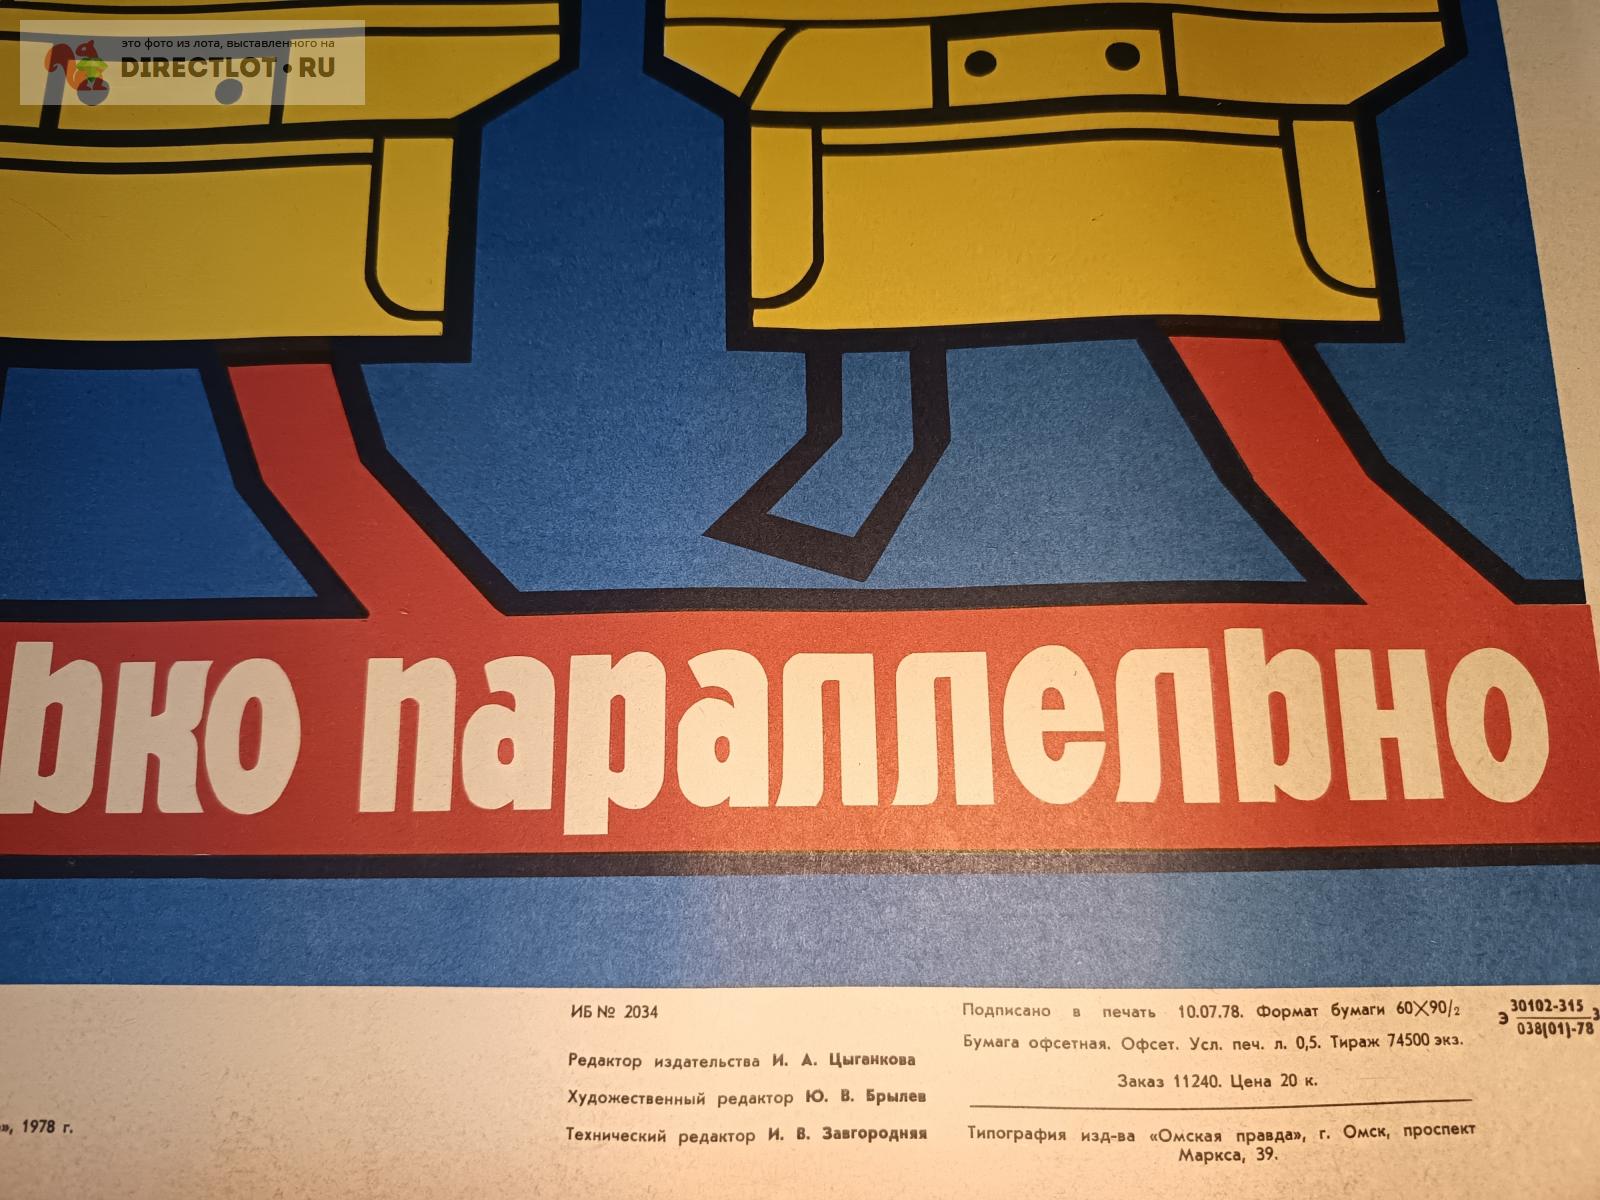 это фото из лота, выставленного на
DIRECTLOT.RU
ько параллельно
ИБ № 2034
Редактор издательства И. А. Цыганкова
Художественный редактор Ю. В. Брылев
Технический редактор И. В. Завгородняя
Подписано в печать 10.07.78. Формат бумаги 60X90/2
Бумага офсетная. Офсет. Усл. печ. л. 0,5. Тираж 74500 экз.
Заказ 11240. Цена 20 к.
Типография изд-ва «Омская правда», г. Омск, проспект
Маркса, 39.
Э 30102-315
038(01)-78
», 1978 г.